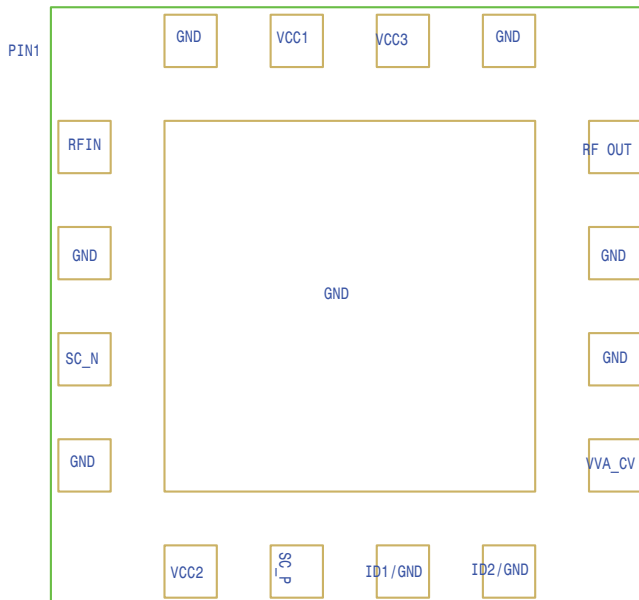 GND VCC1 VCC3 GND
PIN1
RFIN RF OUT
GND GND
GND
SC_N GND
GND VVA_CV
VCC2 SC_P ID1/GND ID2/GND